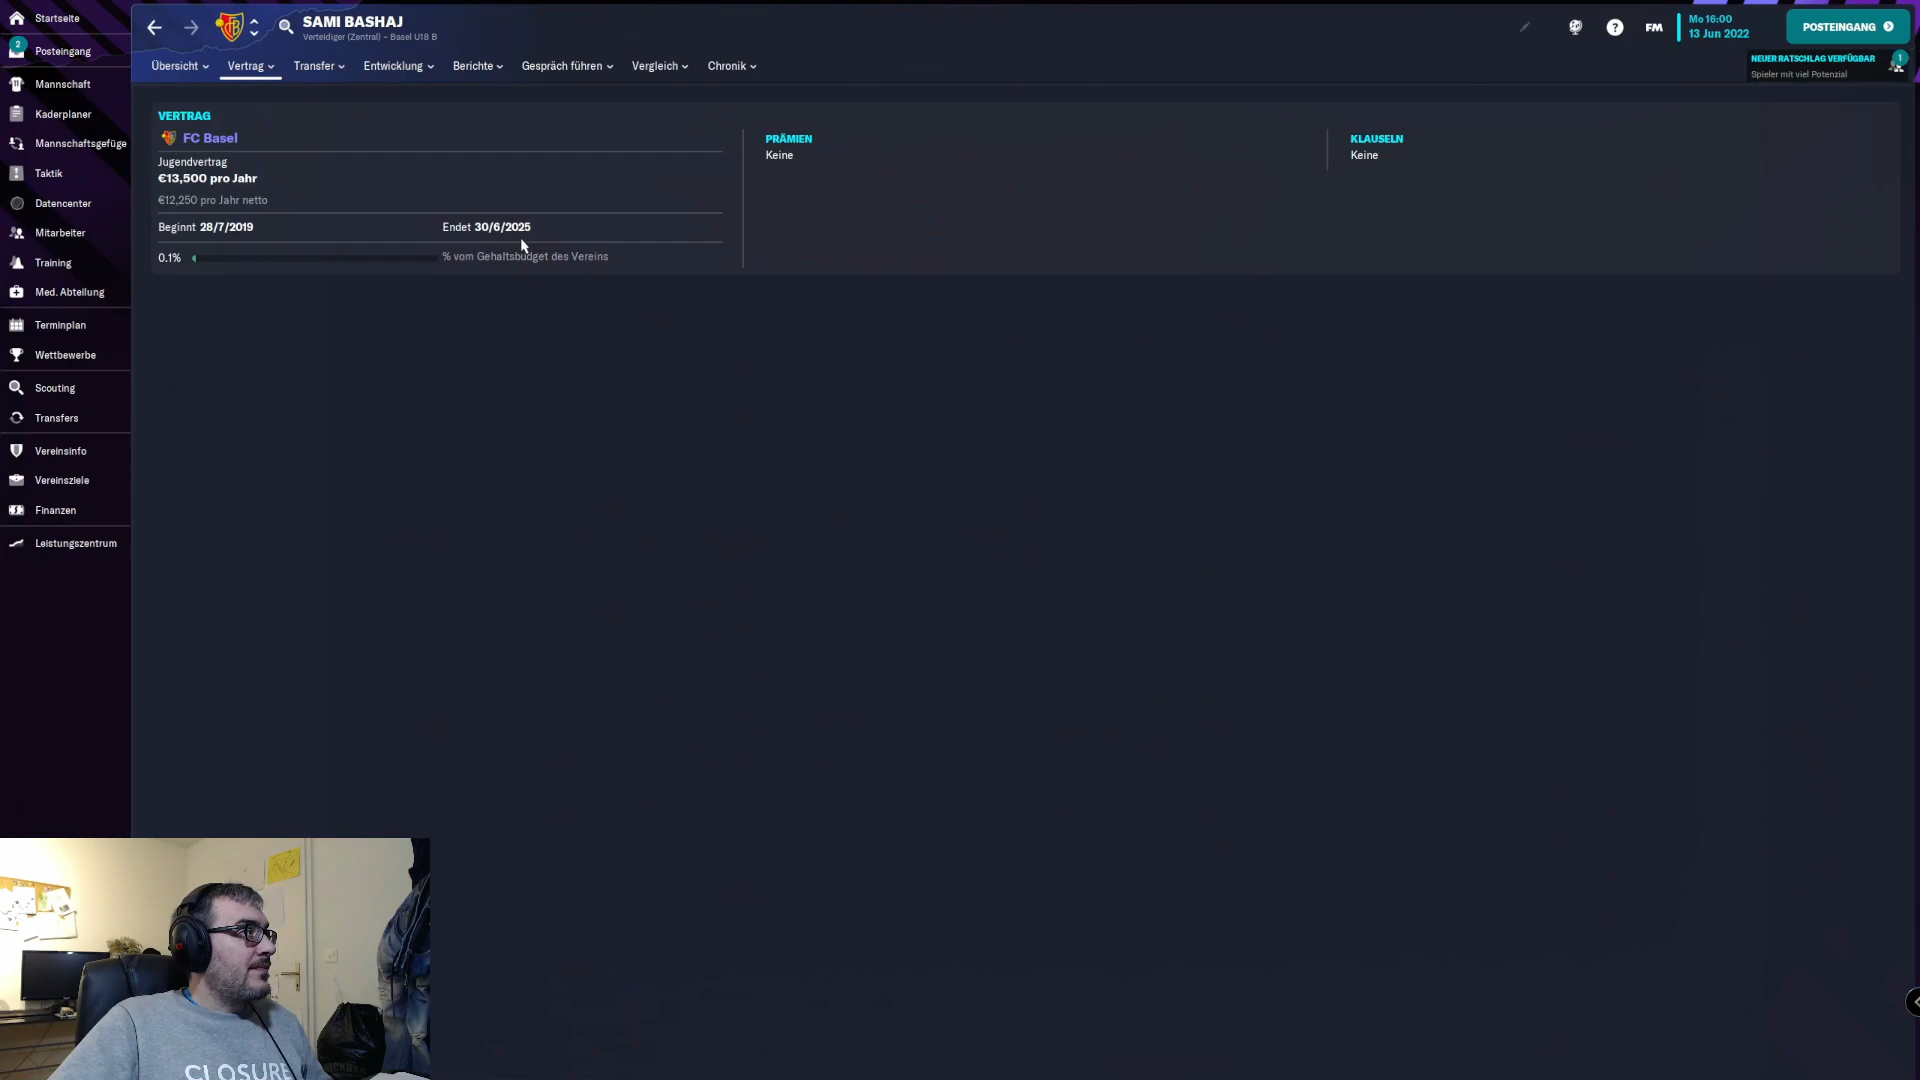 Startseite
2
Posteingang
Mannschaft
Kaderplaner
Mannschaftsgefüge
Taktik
Datencenter
Mitarbeiter
Training
Med. Abteilung
Terminplan
Wettbewerbe
Scouting
Transfers
Vereinsinfo
Vereinsziele
Finanzen
Leistungszentrum
SAMI BASHAJ
Verteidiger (Zentral) – Basel U18 B
?
FM
Mo 16:00
13 Jun 2022
POSTEINGANG
Übersicht
Vertrag
Transfer
Entwicklung
Berichte
Gespräch führen
Vergleich
Chronik
NEUER RATSCHLAG VERFÜGBAR
1
Spieler mit viel Potenzial
VERTRAG
FC Basel
Jugendvertrag
€13,500 pro Jahr
€12,250 pro Jahr netto
Beginnt 28/7/2019
Endet 30/6/2025
0.1%
% vom Gehaltsbudget des Vereins
PRÄMIEN
Keine
KLAUSELN
Keine
CLOSURE